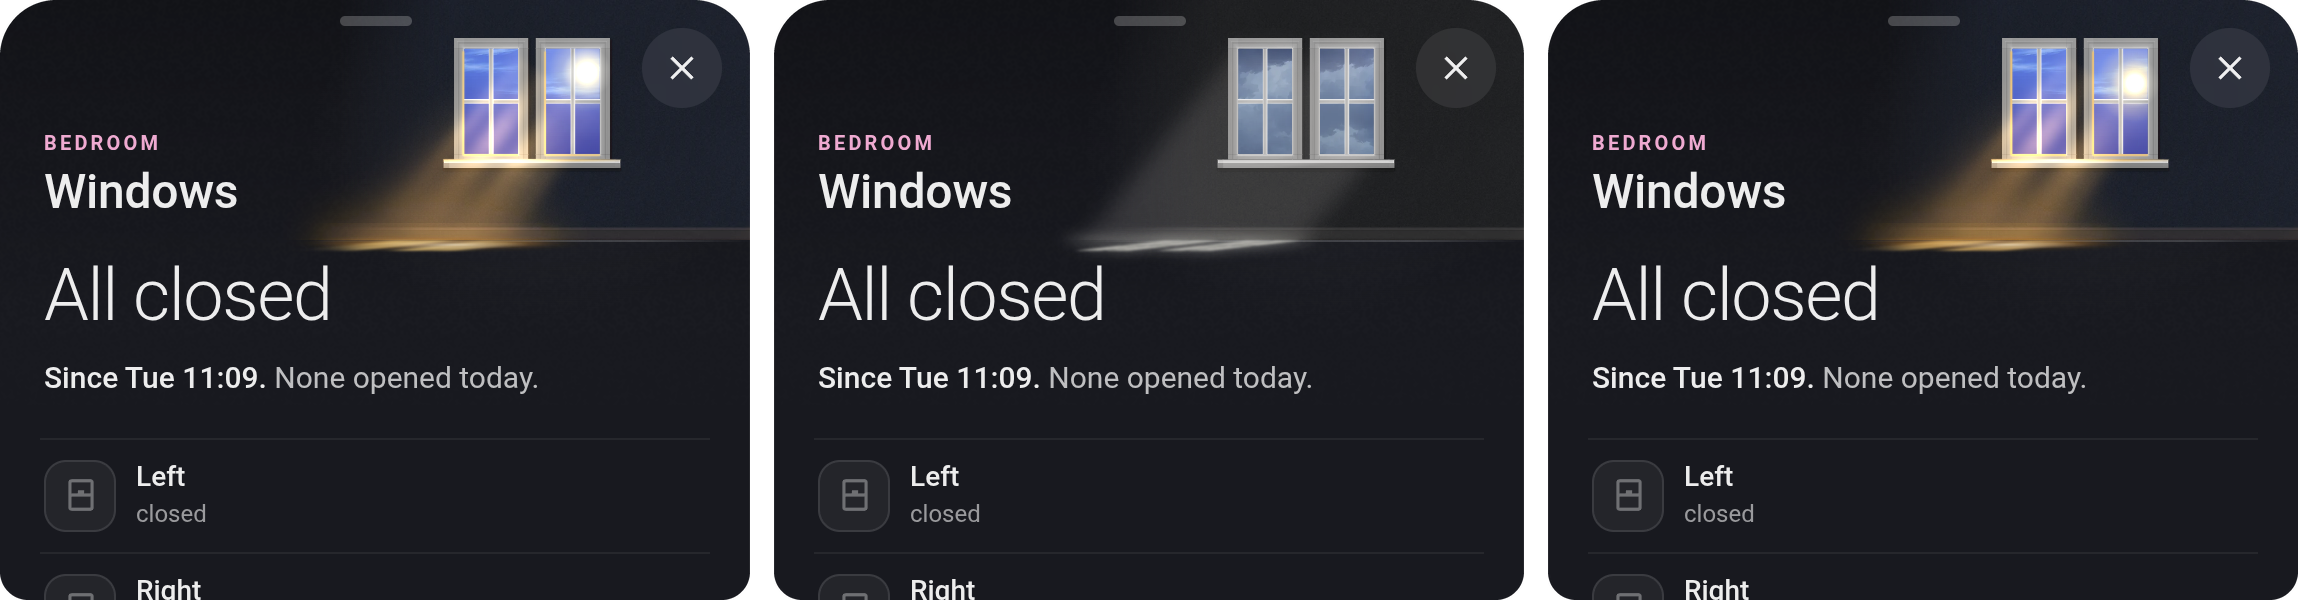 BEDROOM
Windows
All closed
Since Tue 11:09. None opened today.
Left
closed
Right
BEDROOM
Windows
All closed
Since Tue 11:09. None opened today.
Left
closed
Right
BEDROOM
Windows
All closed
Since Tue 11:09. None opened today.
Left
closed
Right